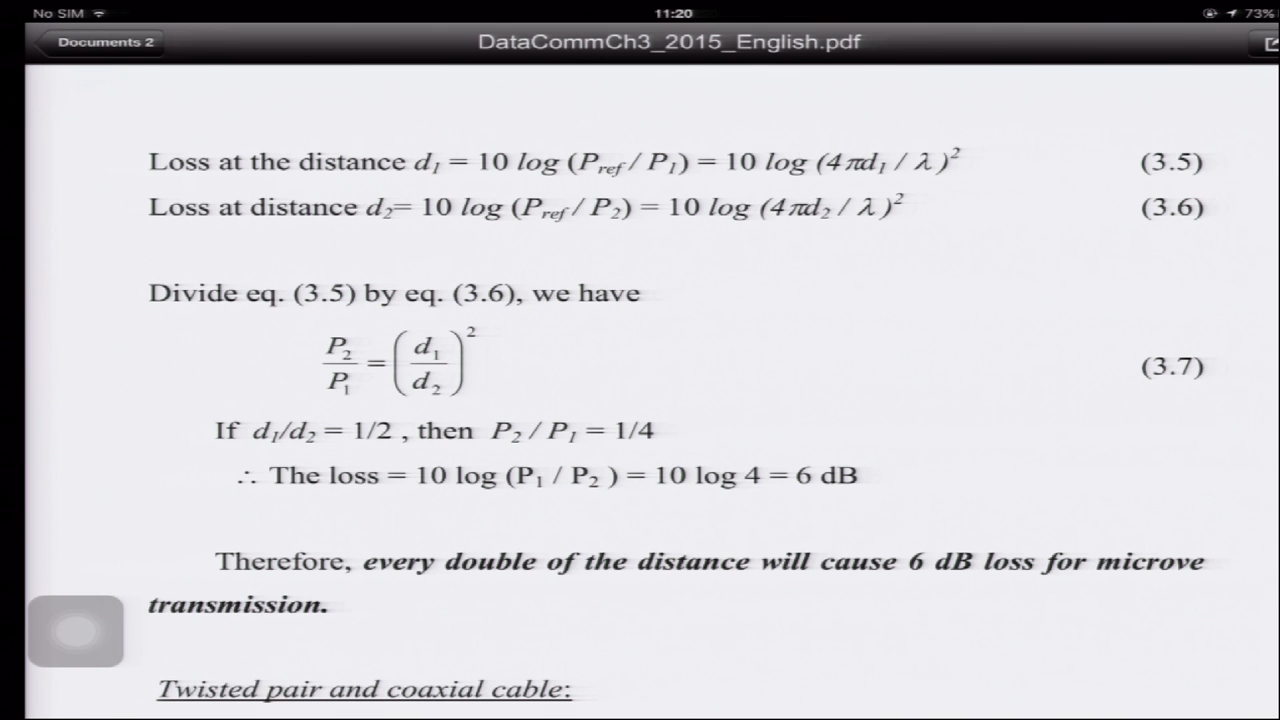 No SIM 11:20 73%
Documents 2 DataCommCh3_2015_English.pdf
Loss at the distance d₁ = 10 log (P_ref / P₁) = 10 log (4πd₁ / λ)² (3.5)
Loss at distance d₂= 10 log (P_ref / P₂) = 10 log (4πd₂ / λ)² (3.6)
Divide eq. (3.5) by eq. (3.6), we have
P₂/P₁ = (d₁/d₂)² (3.7)
If d₁/d₂ = 1/2 , then P₂ / P₁ = 1/4
∴ The loss = 10 log (P₁ / P₂ ) = 10 log 4 = 6 dB
Therefore, every double of the distance will cause 6 dB loss for microve
transmission.
Twisted pair and coaxial cable: